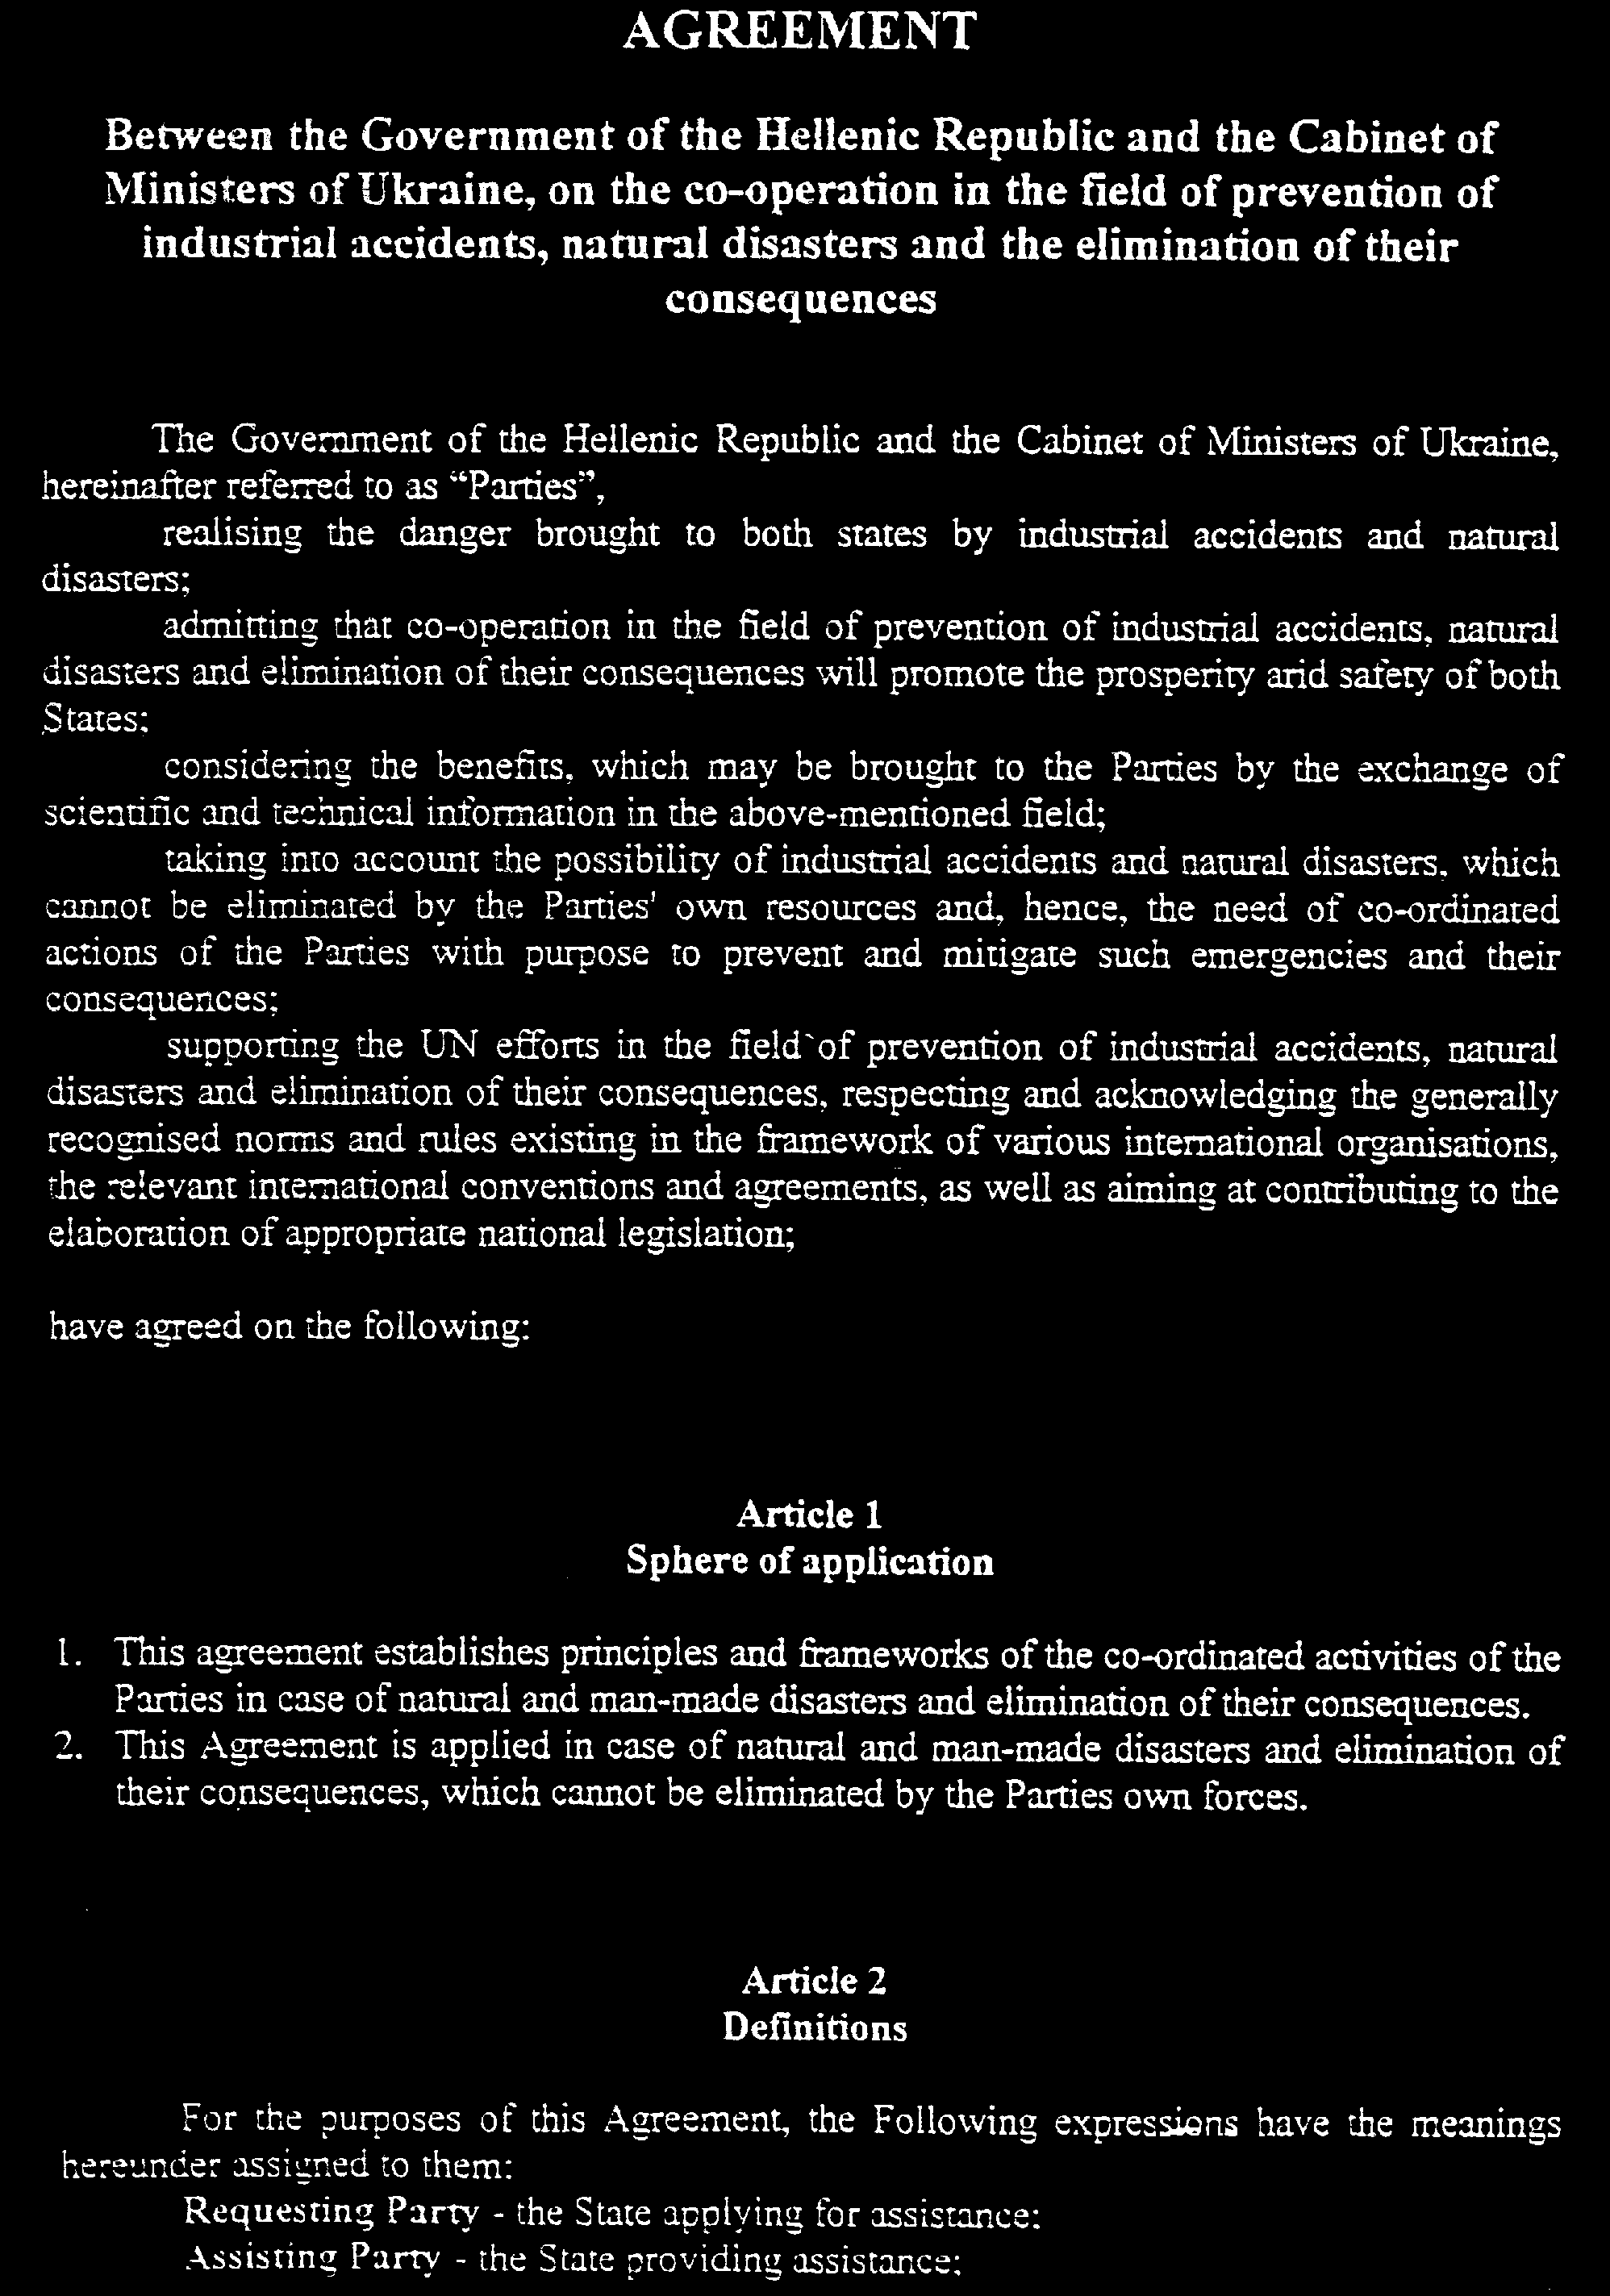 AGREEMENT
Between the Government of the Hellenic Republic and the Cabinet of
Ministers of Ukraine, on the co-operation in the field of prevention of
industrial accidents, natural disasters and the elimination of their
consequences
The Government of the Hellenic Republic and the Cabinet of Ministers of Ukraine,
hereinafter referred to as “Parties”,
realising the danger brought to both states by industrial accidents and natural
disasters;
admitting that co-operation in the field of prevention of industrial accidents, natural
disasters and elimination of their consequences will promote the prosperity and safety of both
States;
considering the benefits, which may be brought to the Parties by the exchange of
scientific and technical information in the above-mentioned field;
taking into account the possibility of industrial accidents and natural disasters, which
cannot be eliminated by the Parties' own resources and, hence, the need of co-ordinated
actions of the Parties with purpose to prevent and mitigate such emergencies and their
consequences;
supporting the UN efforts in the field of prevention of industrial accidents, natural
disasters and elimination of their consequences, respecting and acknowledging the generally
recognised norms and rules existing in the framework of various international organisations,
the relevant international conventions and agreements, as well as aiming at contributing to the
elaboration of appropriate national legislation;
have agreed on the following:
Article 1
Sphere of application
1. This agreement establishes principles and frameworks of the co-ordinated activities of the
Parties in case of natural and man-made disasters and elimination of their consequences.
2. This Agreement is applied in case of natural and man-made disasters and elimination of
their consequences, which cannot be eliminated by the Parties own forces.
Article 2
Definitions
For the purposes of this Agreement, the Following expressions have the meanings
hereunder assigned to them:
Requesting Party - the State applying for assistance;
Assisting Party - the State providing assistance;